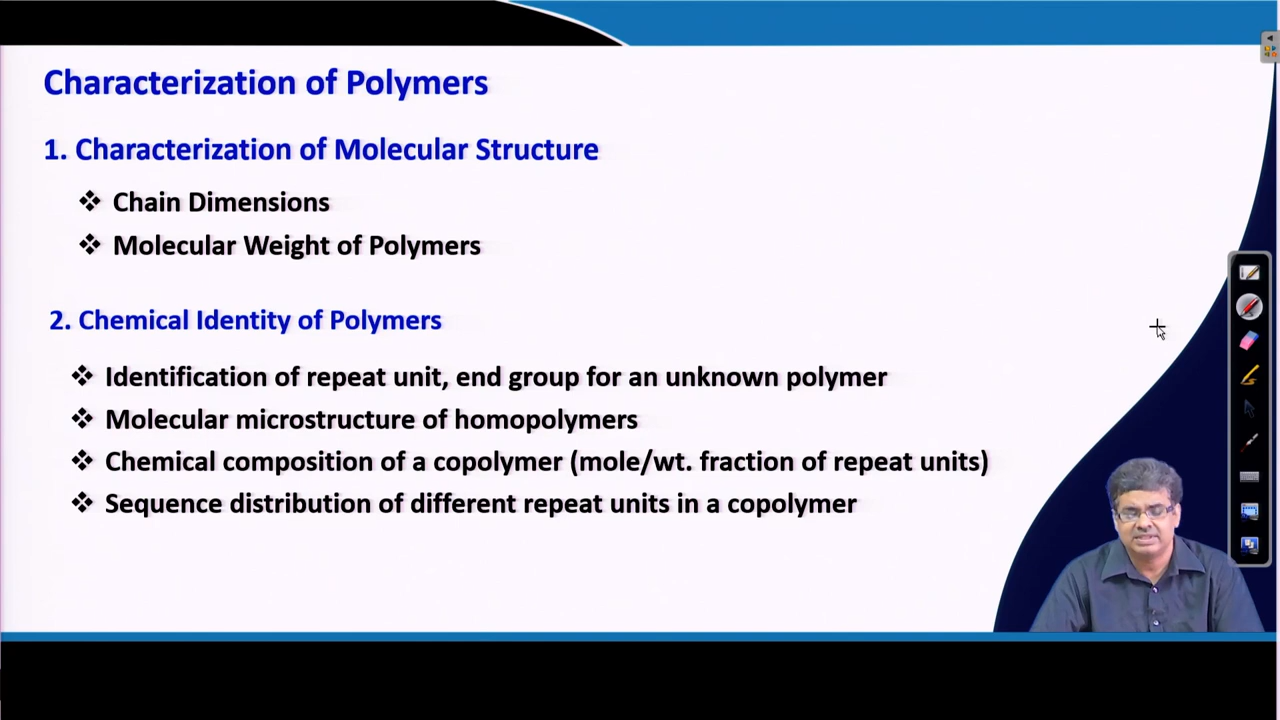 Characterization of Polymers
1. Characterization of Molecular Structure
❖ Chain Dimensions
❖ Molecular Weight of Polymers
2. Chemical Identity of Polymers
❖ Identification of repeat unit, end group for an unknown polymer
❖ Molecular microstructure of homopolymers
❖ Chemical composition of a copolymer (mole/wt. fraction of repeat units)
❖ Sequence distribution of different repeat units in a copolymer